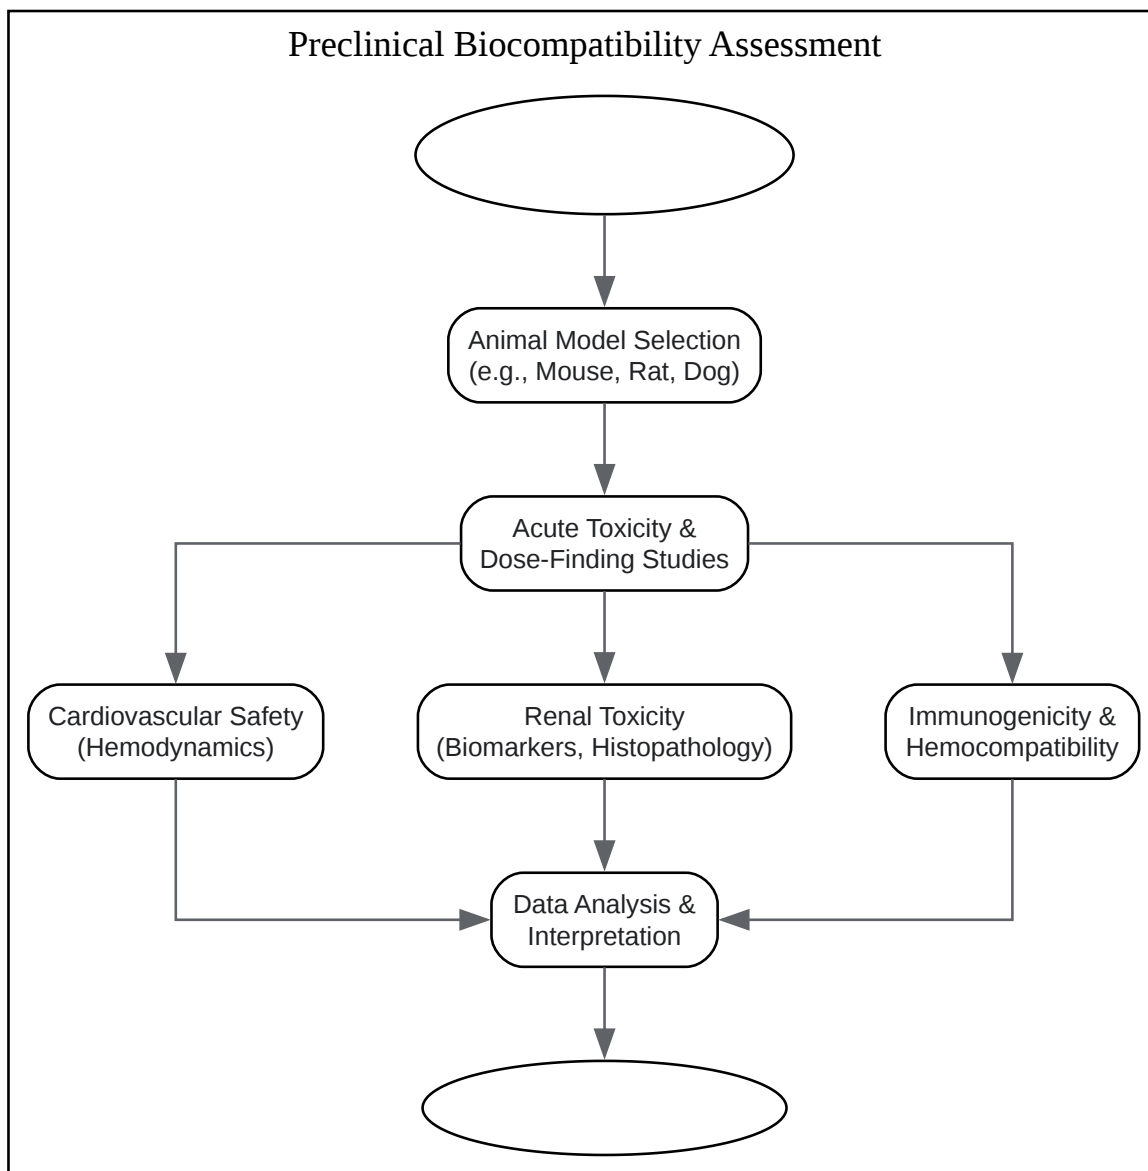 Preclinical Biocompatibility Assessment
Animal Model Selection
(e.g., Mouse, Rat, Dog)
Acute Toxicity &
Dose-Finding Studies
Cardiovascular Safety
(Hemodynamics)
Renal Toxicity
(Biomarkers, Histopathology)
Immunogenicity &
Hemocompatibility
Data Analysis &
Interpretation